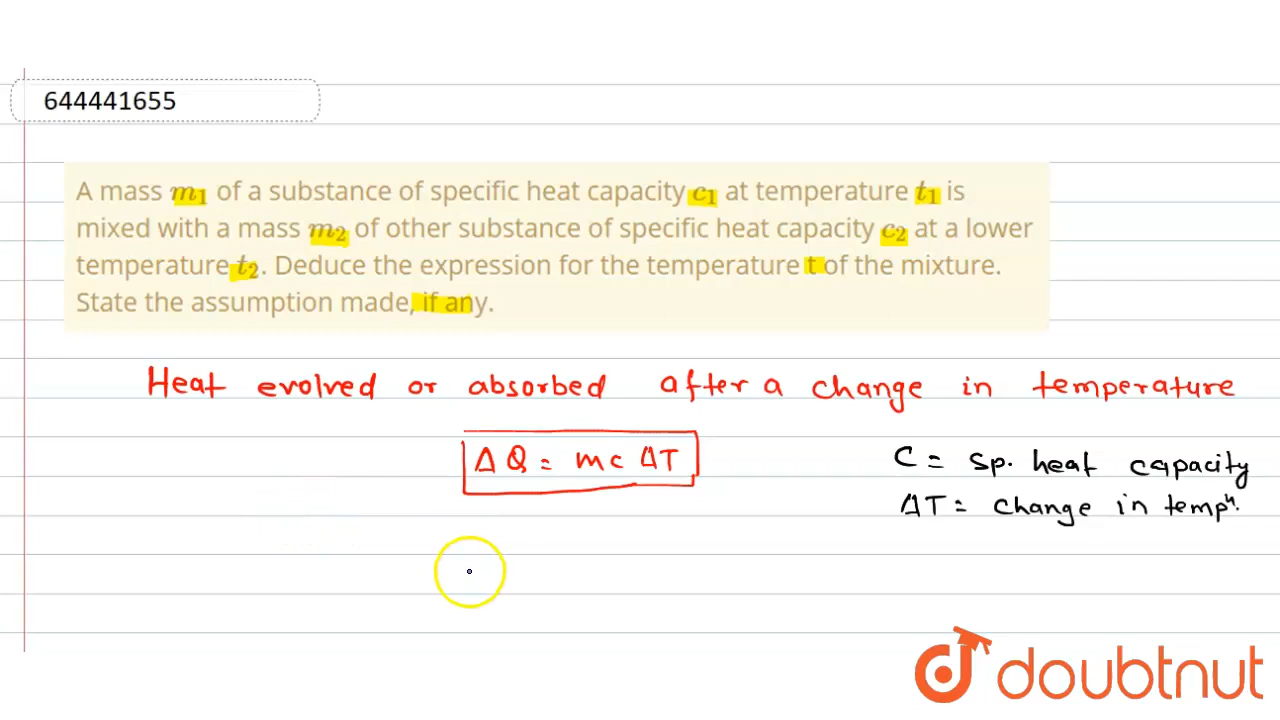 644441655
A mass m1 of a substance of specific heat capacity c1 at temperature t1 is
mixed with a mass m2 of other substance of specific heat capacity c2 at a lower
temperature t2. Deduce the expression for the temperature t of the mixture.
State the assumption made, if any.
Heat evolved or absorbed after a change in temperature
ΔQ = mc ΔT
C = sp. heat capacity
ΔT = change in tempʳ.
doubtnut